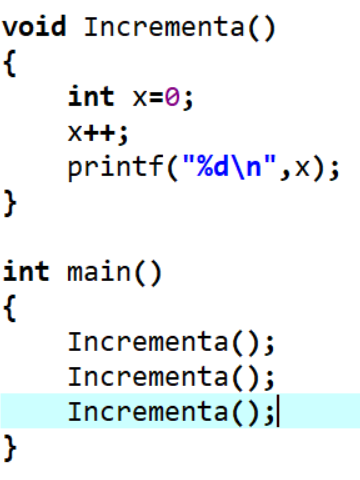 void Incrementa()
{
    int x=0;
    x++;
    printf("%d\n",x);
}

int main()
{
    Incrementa();
    Incrementa();
    Incrementa();
}